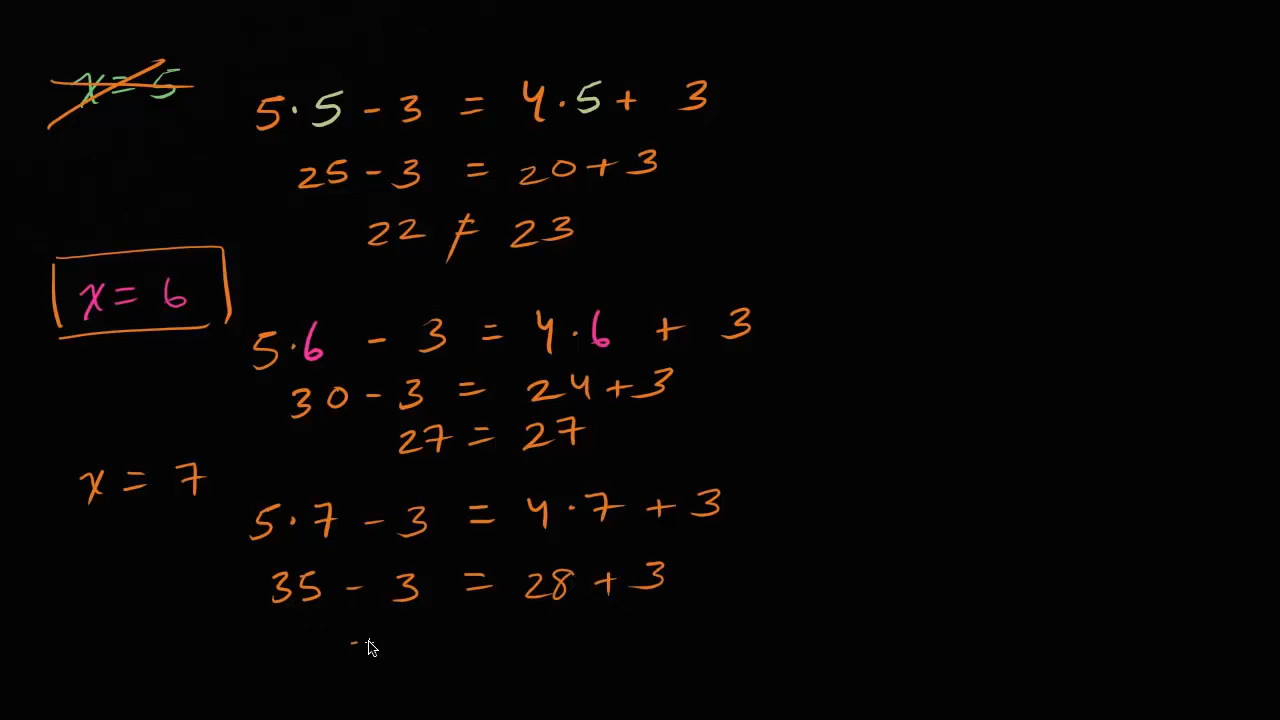 x = 5
5 · 5 - 3 = 4 · 5 + 3
25 - 3 = 20 + 3
22 ≠ 23
x = 6
5 · 6 - 3 = 4 · 6 + 3
30 - 3 = 24 + 3
27 = 27
x = 7
5 · 7 - 3 = 4 · 7 + 3
35 - 3 = 28 + 3